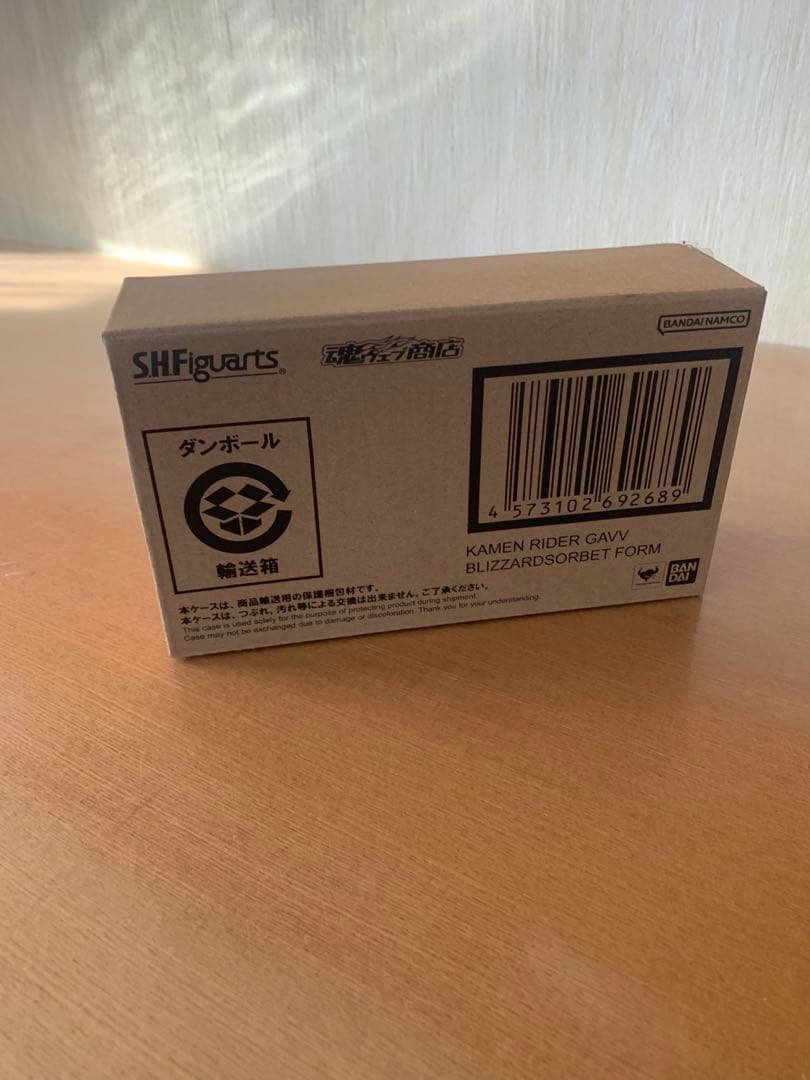 S.H.Figuarts®
魂ウェブ商店
BANDAI NAMCO
ダンボール
輸送箱
4 573102 692689
KAMEN RIDER GAVV
BLIZZARDSORBET FORM
BAN
DAI
本ケースは、商品輸送用の保護梱包材です。
本ケースは、つぶれ、汚れ等による交換は出来ません。ご了承ください。
This case is used solely for the purpose of protecting product during shipment.
Case may not be exchanged due to damage or discoloration. Thank you for your understanding.